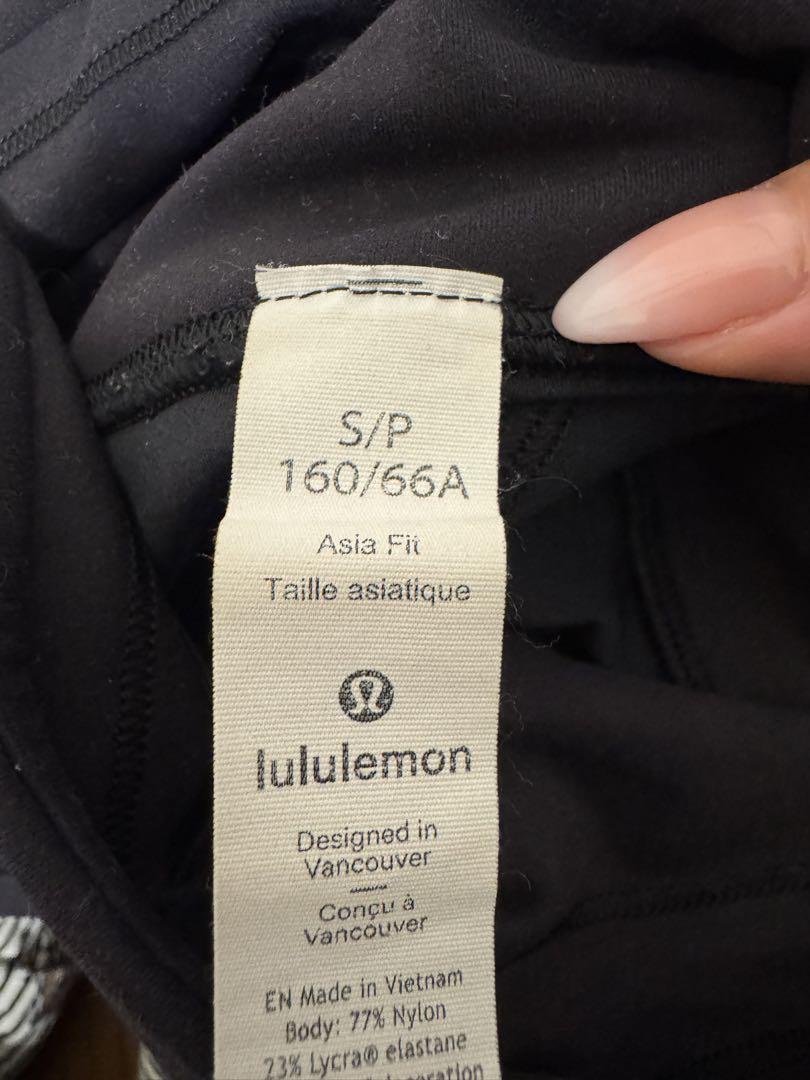 S/P
160/66A
Asia Fit
Taille asiatique
lululemon
Designed in
Vancouver
Conçu à
Vancouver
EN Made in Vietnam
Body: 77% Nylon
23% Lycra® elastane